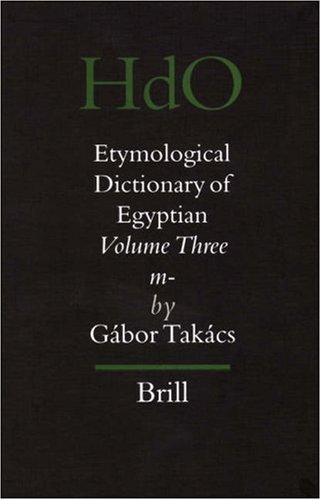 HdO
Etymological
Dictionary of
Egyptian
Volume Three
m-
by
Gábor Takács
Brill